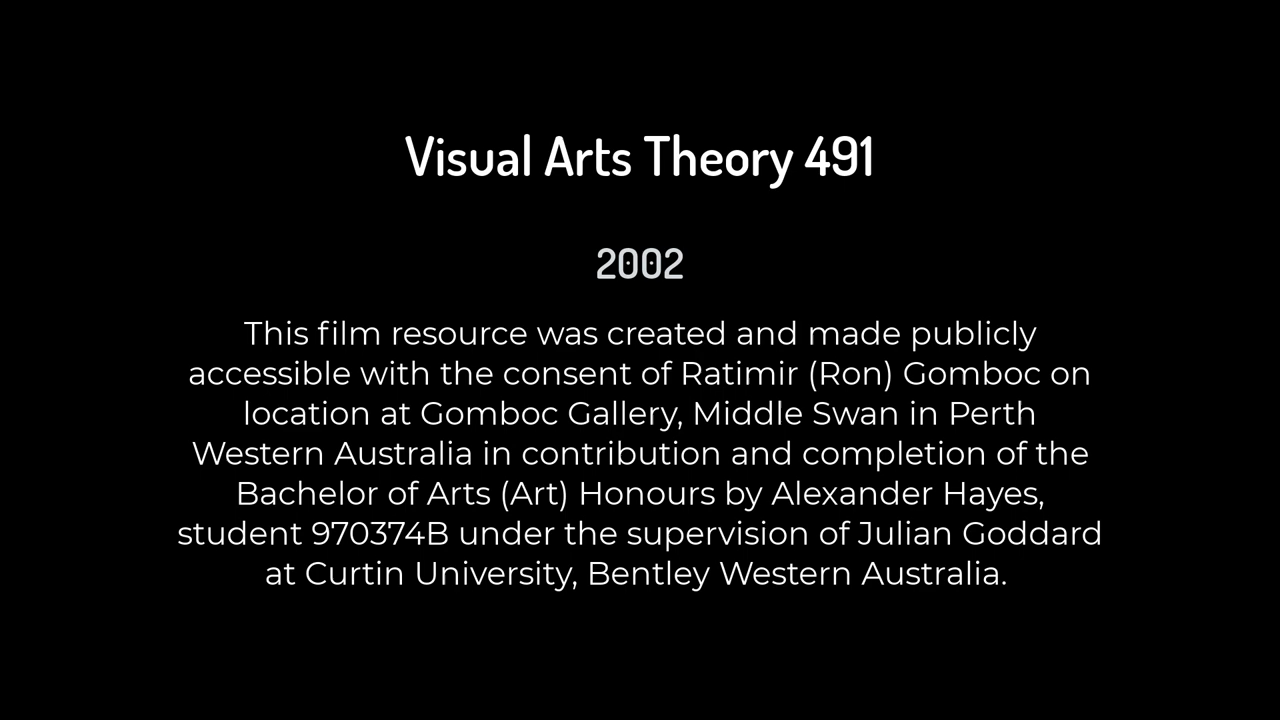 Visual Arts Theory 491
2002
This film resource was created and made publicly
accessible with the consent of Ratimir (Ron) Gomboc on
location at Gomboc Gallery, Middle Swan in Perth
Western Australia in contribution and completion of the
Bachelor of Arts (Art) Honours by Alexander Hayes,
student 970374B under the supervision of Julian Goddard
at Curtin University, Bentley Western Australia.